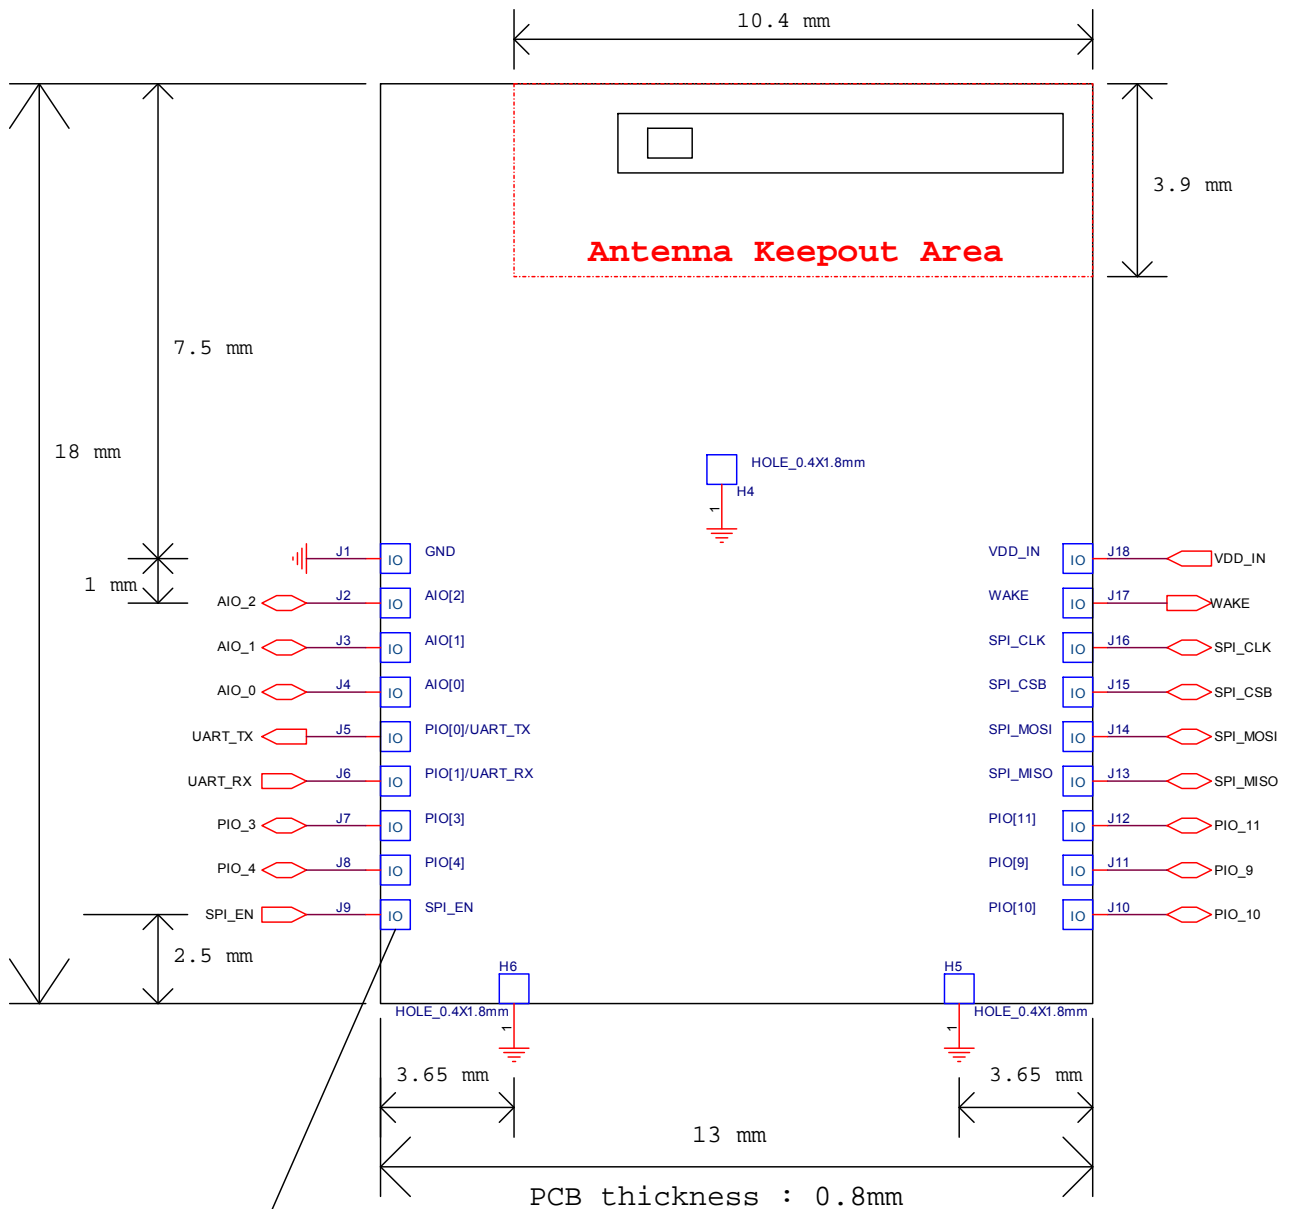 10.4 mm
3.9 mm
Antenna Keepout Area
7.5 mm
18 mm
HOLE_0.4X1.8mm
H4
1
J1 IO GND VDD_IN IO J18 VDD_IN
1 mm
AIO_2 J2 IO AIO[2] WAKE IO J17 WAKE
AIO_1 J3 IO AIO[1] SPI_CLK IO J16 SPI_CLK
AIO_0 J4 IO AIO[0] SPI_CSB IO J15 SPI_CSB
UART_TX J5 IO PIO[0]/UART_TX SPI_MOSI IO J14 SPI_MOSI
UART_RX J6 IO PIO[1]/UART_RX SPI_MISO IO J13 SPI_MISO
PIO_3 J7 IO PIO[3] PIO[11] IO J12 PIO_11
PIO_4 J8 IO PIO[4] PIO[9] IO J11 PIO_9
SPI_EN J9 IO SPI_EN PIO[10] IO J10 PIO_10
2.5 mm
H6 H5
HOLE_0.4X1.8mm HOLE_0.4X1.8mm
1 1
3.65 mm 3.65 mm
13 mm
PCB thickness : 0.8mm